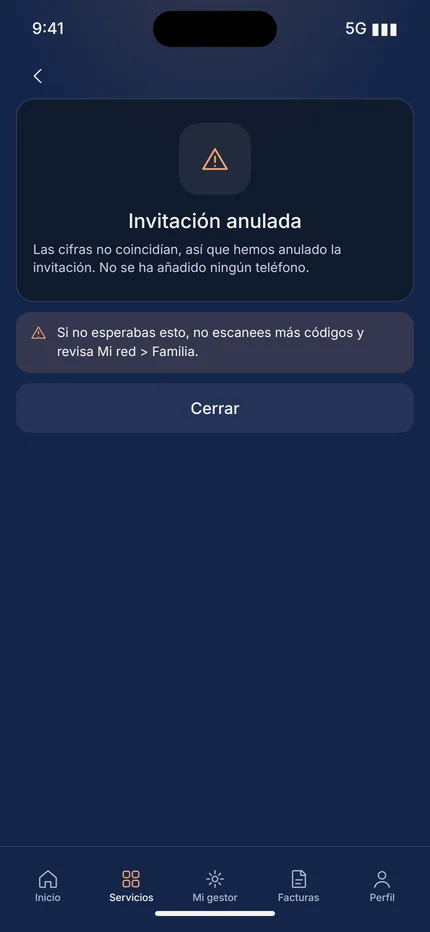 9:41
5G
Invitación anulada
Las cifras no coincidían, así que hemos anulado la
invitación. No se ha añadido ningún teléfono.
Si no esperabas esto, no escanees más códigos y
revisa Mi red > Familia.
Cerrar
Inicio
Servicios
Mi gestor
Facturas
Perfil